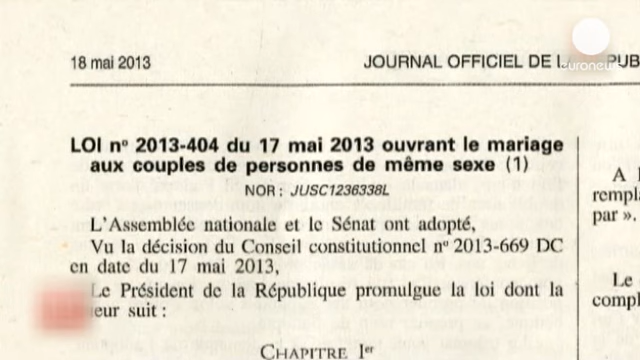 18 mai 2013
JOURNAL OFFICIEL DE
euronews
LOI nº 2013-404 du 17 mai 2013 ouvrant le mariage
aux couples de personnes de même sexe (1)
NOR : JUSC1236338L
L'Assemblée nationale et le Sénat ont adopté,
Vu la décision du Conseil constitutionnel nº 2013-669 DC
en date du 17 mai 2013,
Le Président de la République promulgue la loi dont la
suit :
CHAPITRE Ier
A
rempla
par ».
Le
compl